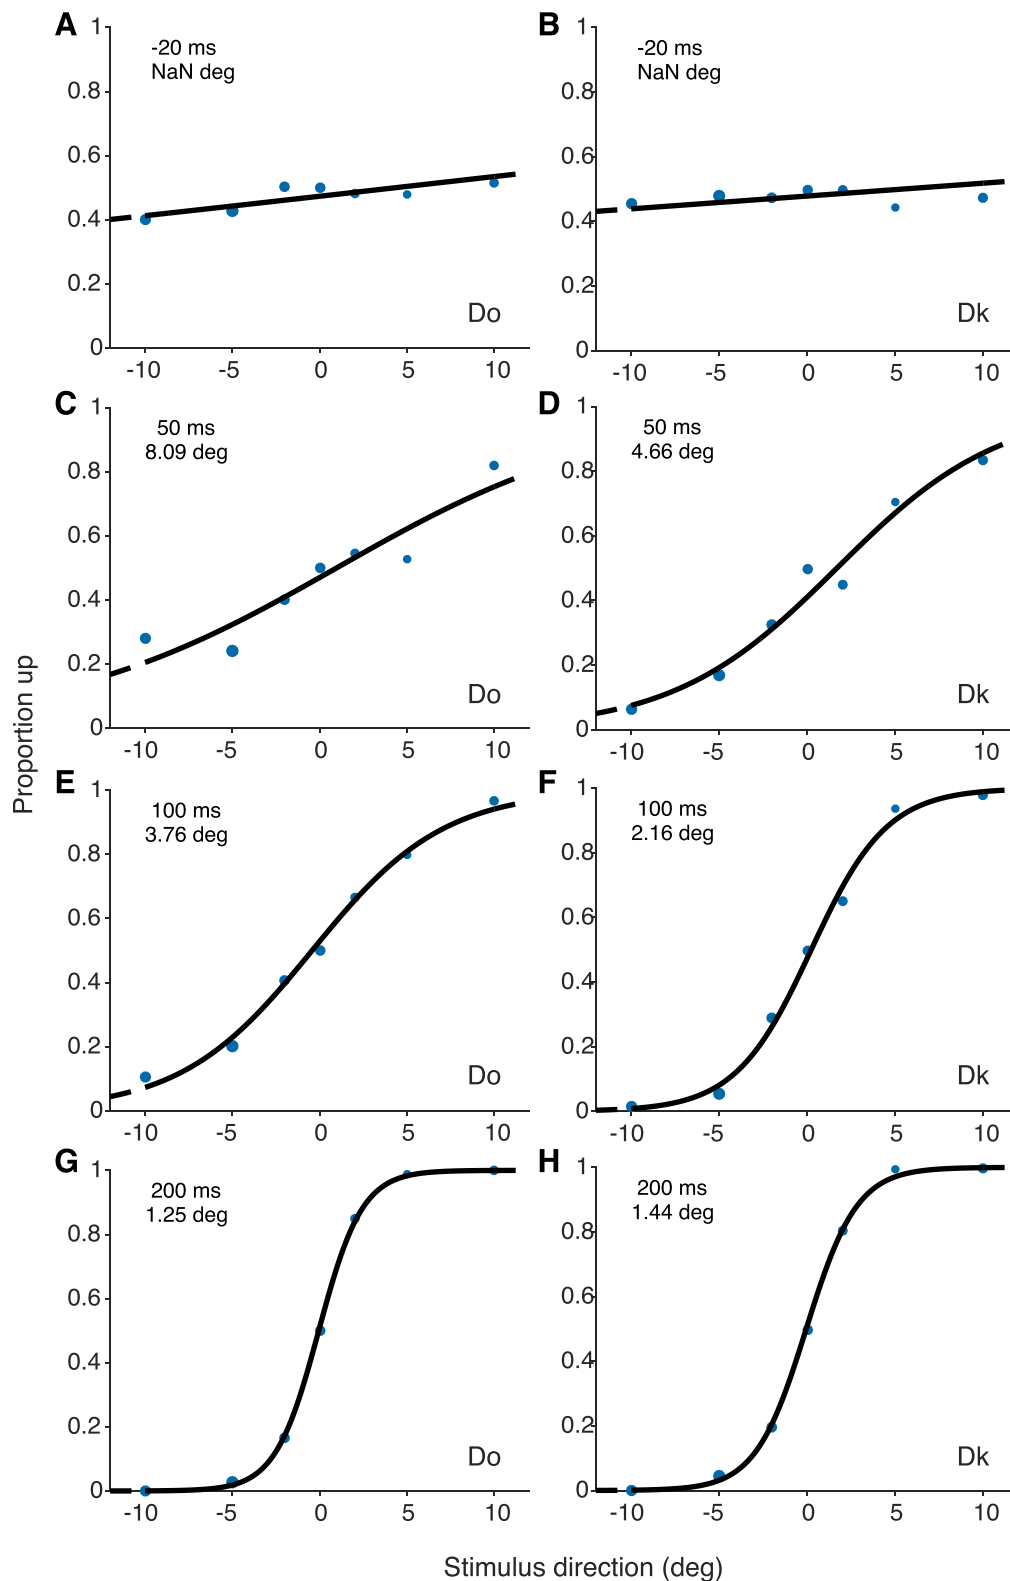 A
-20 ms
NaN deg
1
0.8
0.6
0.4
0.2
0
-10 -5 0 5 10
Do
B
-20 ms
NaN deg
1
0.8
0.6
0.4
0.2
0
-10 -5 0 5 10
Dk
C
50 ms
8.09 deg
1
0.8
0.6
0.4
0.2
0
-10 -5 0 5 10
Do
D
50 ms
4.66 deg
1
0.8
0.6
0.4
0.2
0
-10 -5 0 5 10
Dk
E
100 ms
3.76 deg
1
0.8
0.6
0.4
0.2
0
-10 -5 0 5 10
Do
F
100 ms
2.16 deg
1
0.8
0.6
0.4
0.2
0
-10 -5 0 5 10
Dk
G
200 ms
1.25 deg
1
0.8
0.6
0.4
0.2
0
-10 -5 0 5 10
Do
H
200 ms
1.44 deg
1
0.8
0.6
0.4
0.2
0
-10 -5 0 5 10
Dk
Proportion up
Stimulus direction (deg)